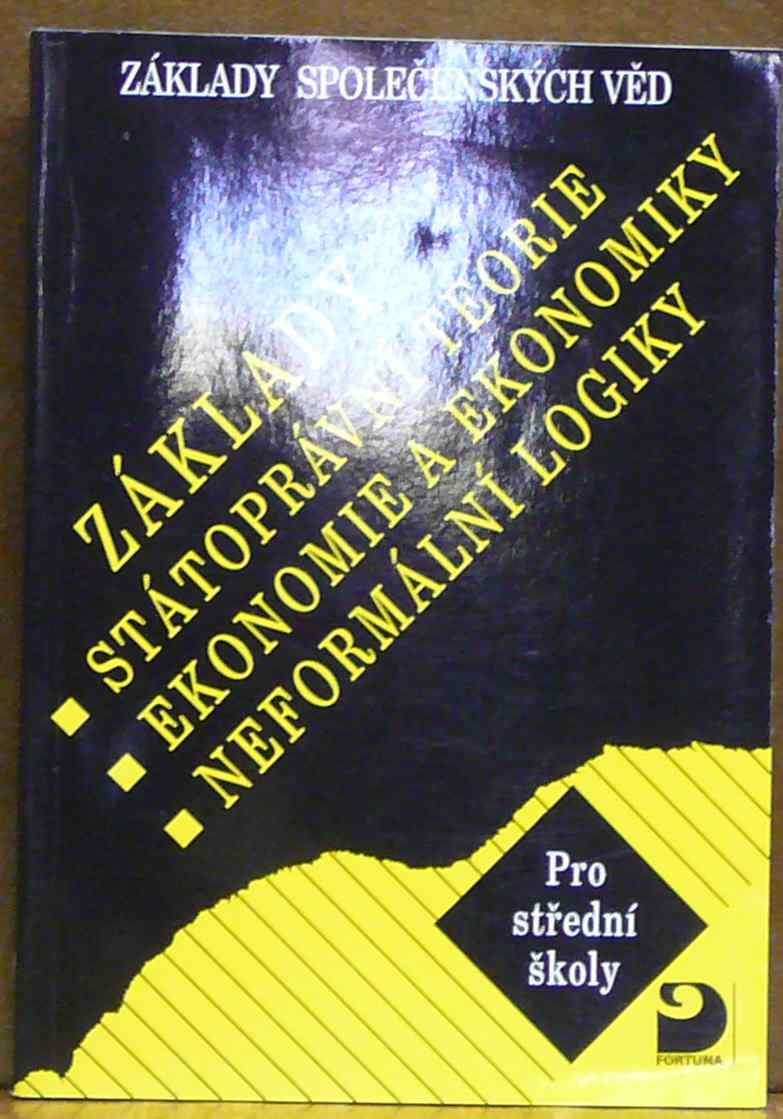 ZÁKLADY SPOLEČENSKÝCH VĚD
ZÁKLADY
STÁTOPRÁVNÍ TEORIE
EKONOMIE A EKONOMIKY
NEFORMÁLNÍ LOGIKY
Pro
střední
školy
FORTUNA